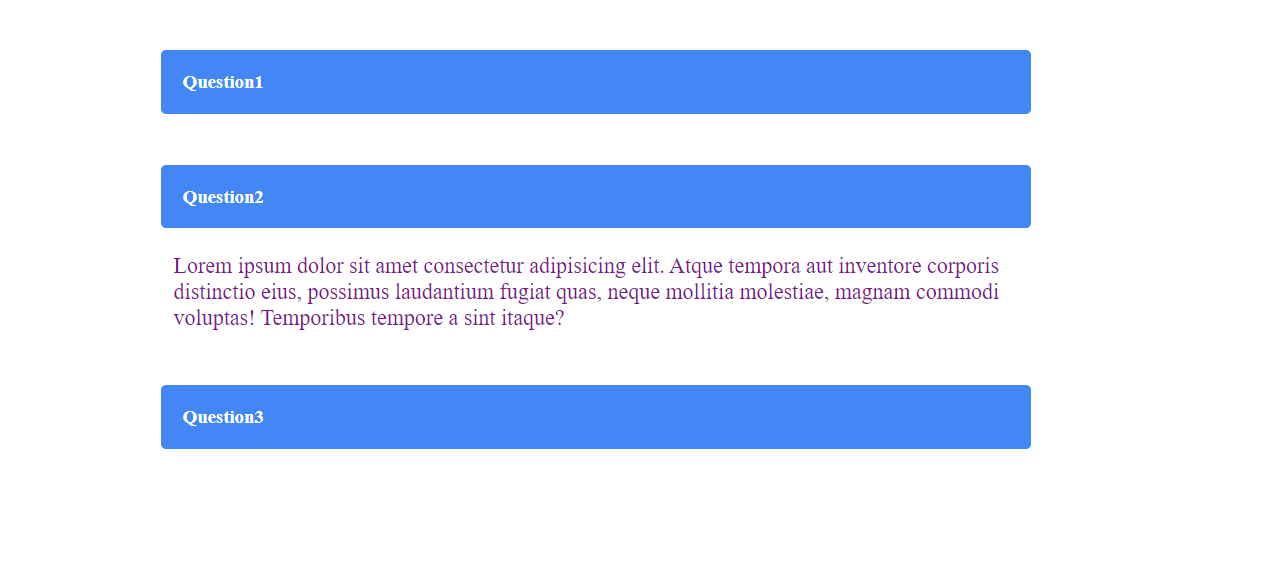 Question1
Question2
Lorem ipsum dolor sit amet consectetur adipisicing elit. Atque tempora aut inventore corporis
distinctio eius, possimus laudantium fugiat quas, neque mollitia molestiae, magnam commodi
voluptas! Temporibus tempore a sint itaque?
Question3